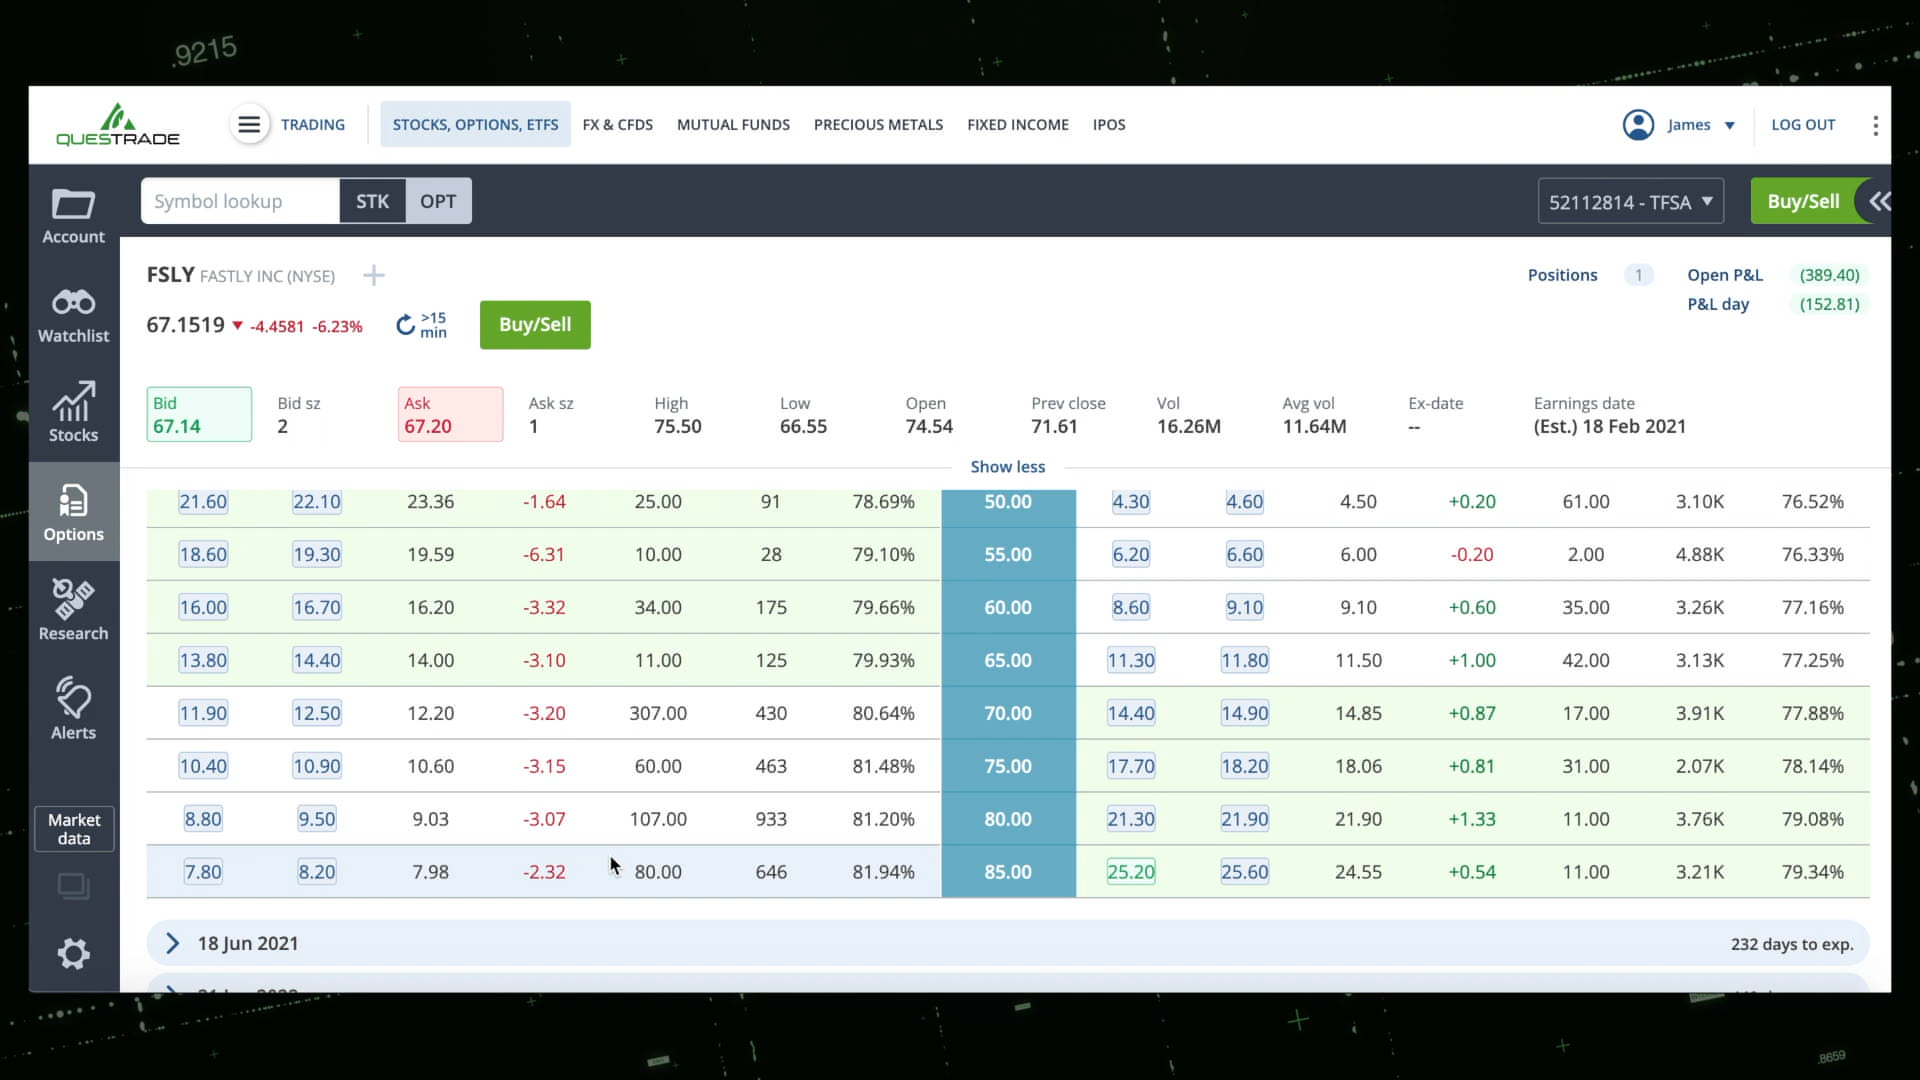 .9215
QUESTRADE TRADING STOCKS, OPTIONS, ETFS FX & CFDS MUTUAL FUNDS PRECIOUS METALS FIXED INCOME IPOS James LOG OUT
Symbol lookup STK OPT 52112814 - TFSA Buy/Sell
Account
Watchlist
Stocks
Options
Research
Alerts
Market
data
FSLY FASTLY INC (NYSE) Positions 1 Open P&L (389.40)
P&L day (152.81)
67.1519 -4.4581 -6.23% >15
min
Buy/Sell
Bid Bid sz Ask Ask sz High Low Open Prev close Vol Avg vol Ex-date Earnings date
67.14 2 67.20 1 75.50 66.55 74.54 71.61 16.26M 11.64M -- (Est.) 18 Feb 2021
Show less
21.60 22.10 23.36 -1.64 25.00 91 78.69% 50.00 4.30 4.60 4.50 +0.20 61.00 3.10K 76.52%
18.60 19.30 19.59 -6.31 10.00 28 79.10% 55.00 6.20 6.60 6.00 -0.20 2.00 4.88K 76.33%
16.00 16.70 16.20 -3.32 34.00 175 79.66% 60.00 8.60 9.10 9.10 +0.60 35.00 3.26K 77.16%
13.80 14.40 14.00 -3.10 11.00 125 79.93% 65.00 11.30 11.80 11.50 +1.00 42.00 3.13K 77.25%
11.90 12.50 12.20 -3.20 307.00 430 80.64% 70.00 14.40 14.90 14.85 +0.87 17.00 3.91K 77.88%
10.40 10.90 10.60 -3.15 60.00 463 81.48% 75.00 17.70 18.20 18.06 +0.81 31.00 2.07K 78.14%
8.80 9.50 9.03 -3.07 107.00 933 81.20% 80.00 21.30 21.90 21.90 +1.33 11.00 3.76K 79.08%
7.80 8.20 7.98 -2.32 80.00 646 81.94% 85.00 25.20 25.60 24.55 +0.54 11.00 3.21K 79.34%
18 Jun 2021 232 days to exp.
.8659